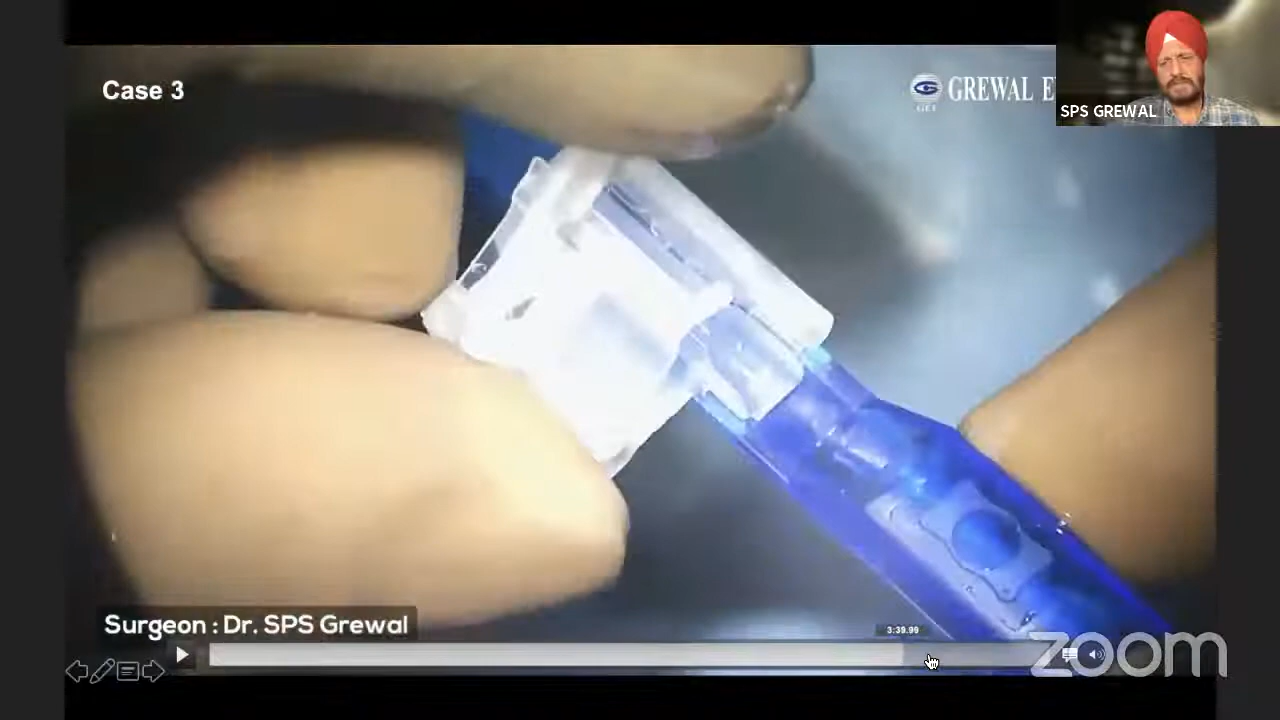 Case 3
GREWAL
SPS GREWAL
Surgeon : Dr. SPS Grewal
3:39.99
zoom